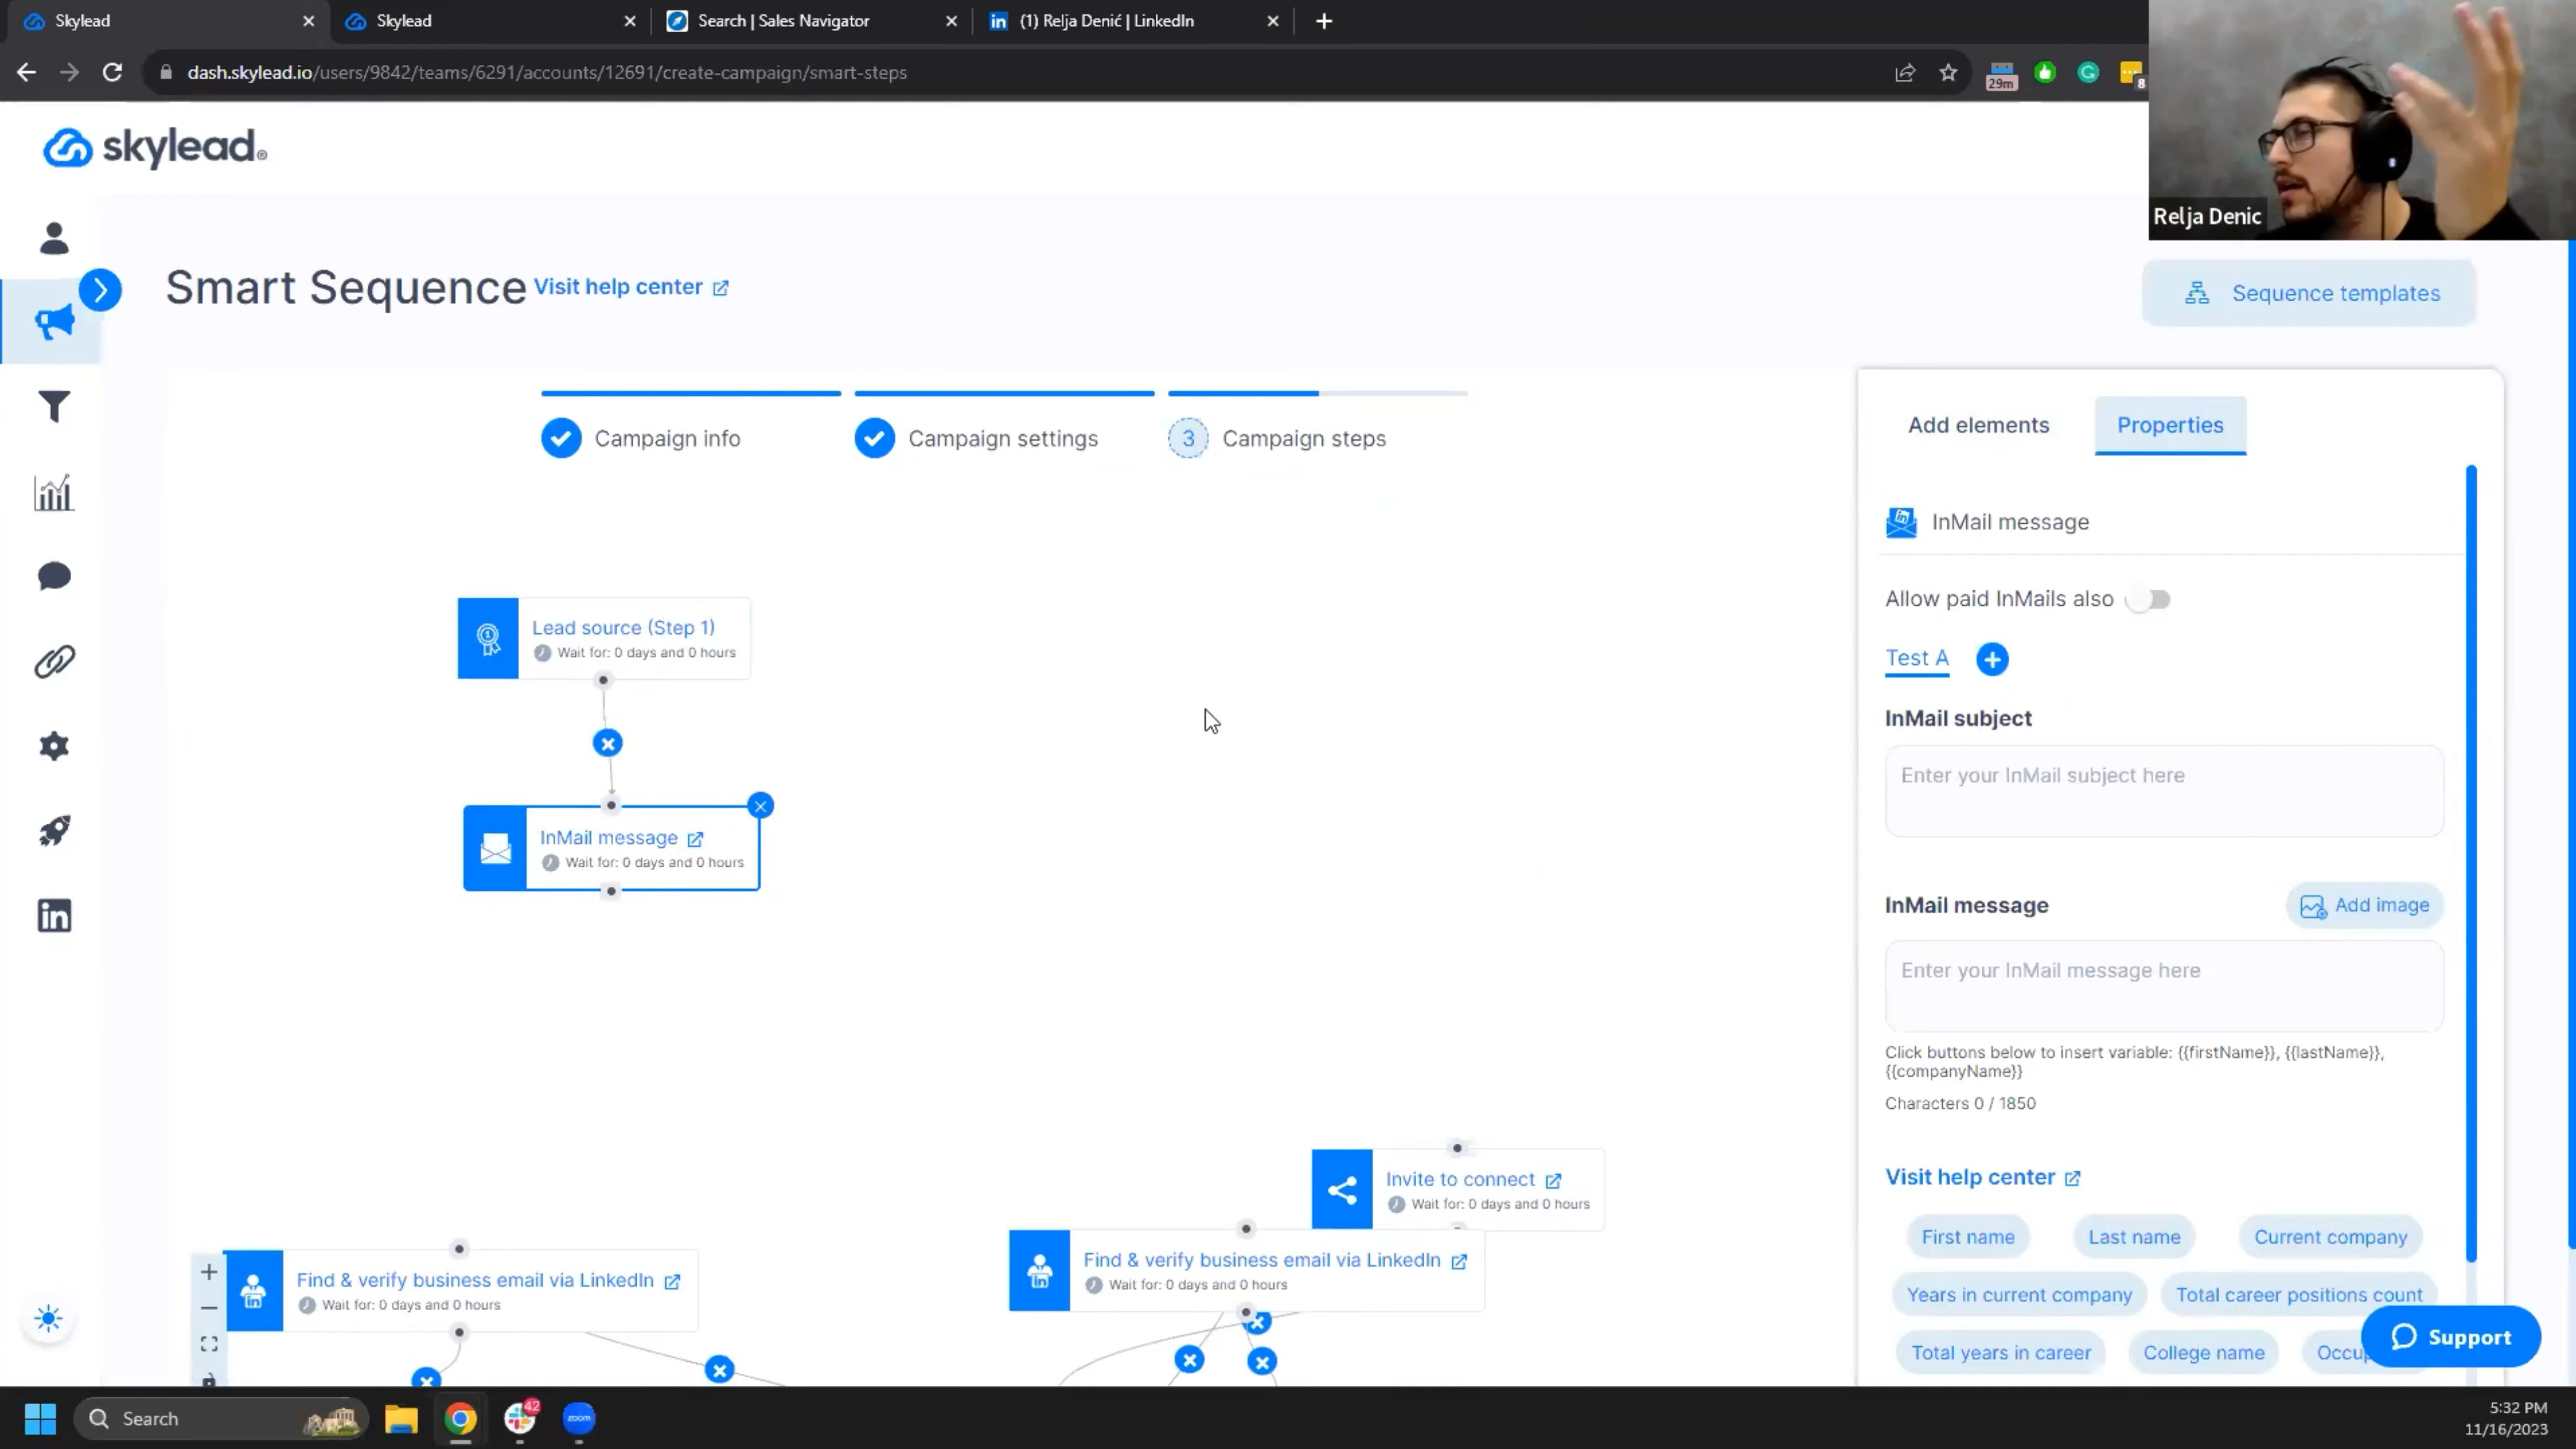 Skylead
Skylead
Search | Sales Navigator
(1) Relja Denić | LinkedIn
dash.skylead.io/users/9842/teams/6291/accounts/12691/create-campaign/smart-steps
29m
8
Relja Denic
skylead®
Smart Sequence
Visit help center
Sequence templates
Campaign info
Campaign settings
3
Campaign steps
Lead source (Step 1)
Wait for: 0 days and 0 hours
InMail message
Wait for: 0 days and 0 hours
Invite to connect
Wait for: 0 days and 0 hours
Find & verify business email via LinkedIn
Wait for: 0 days and 0 hours
Find & verify business email via LinkedIn
Wait for: 0 days and 0 hours
Add elements
Properties
InMail message
Allow paid InMails also
Test A
InMail subject
Enter your InMail subject here
InMail message
Add image
Enter your InMail message here
Click buttons below to insert variable: {{firstName}}, {{lastName}},
{{companyName}}
Characters 0 / 1850
Visit help center
First name
Last name
Current company
Years in current company
Total career positions count
Total years in career
College name
Support
Search
42
zoom
5:32 PM
11/16/2023